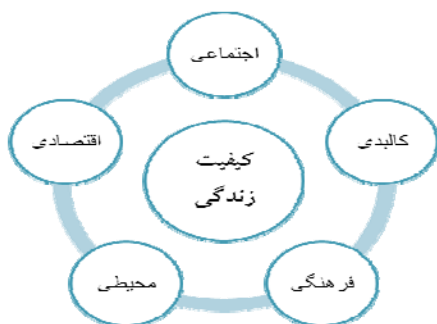 اجتماعی
کالبدی
اقتصادی
کیفیت
زندگی
فرهنگی
محیطی